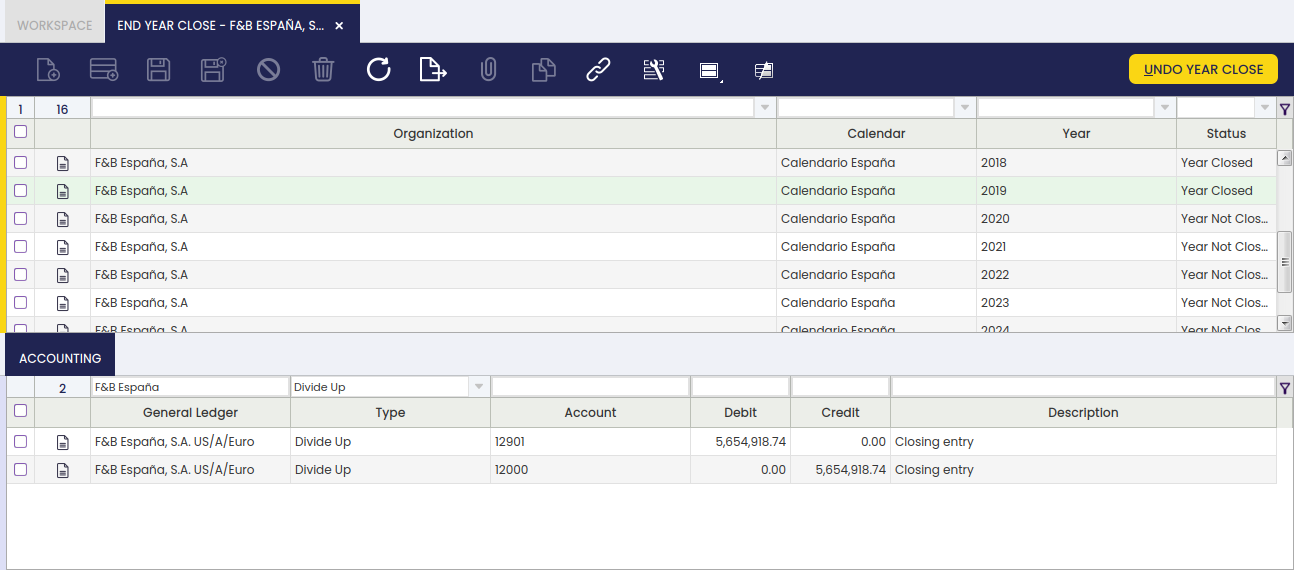 WORKSPACE END YEAR CLOSE - F&B ESPAÑA, S... ×
UNDO YEAR CLOSE
1 16
Organization Calendar Year Status
F&B España, S.A Calendario España 2018 Year Closed
F&B España, S.A Calendario España 2019 Year Closed
F&B España, S.A Calendario España 2020 Year Not Clos...
F&B España, S.A Calendario España 2021 Year Not Clos...
F&B España, S.A Calendario España 2022 Year Not Clos...
F&B España, S.A Calendario España 2023 Year Not Clos...
F&B España, S.A Calendario España 2024 Year Not Clos...
ACCOUNTING
2 F&B España Divide Up
General Ledger Type Account Debit Credit Description
F&B España, S.A. US/A/Euro Divide Up 12901 5,654,918.74 0.00 Closing entry
F&B España, S.A. US/A/Euro Divide Up 12000 0.00 5,654,918.74 Closing entry